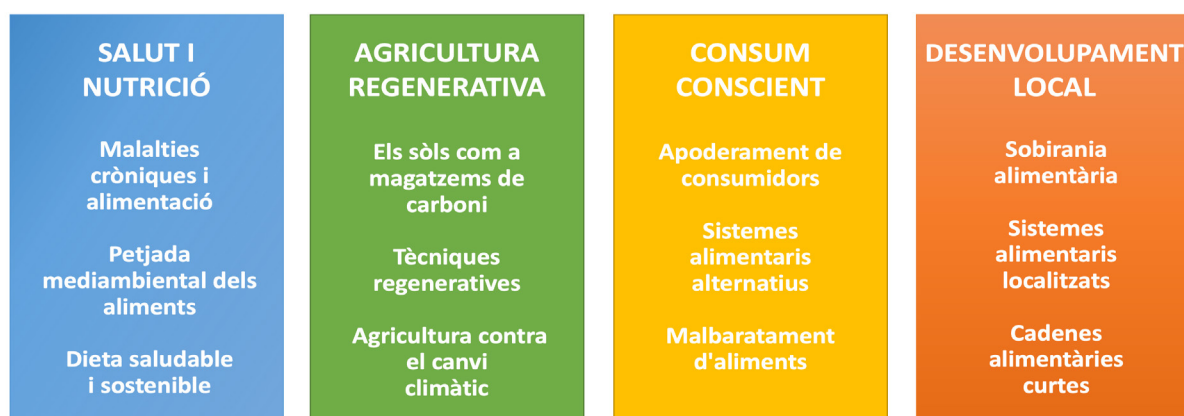 SALUT I
NUTRICIÓ
Malalties
cròniques i
alimentació
Petjada
mediambiental dels
aliments
Dieta saludable
i sostenible
AGRICULTURA
REGENERATIVA
Els sòls com a
magatzems de
carboni
Tècniques
regeneratives
Agricultura contra
el canvi
climàtic
CONSUM
CONSCIENT
Apoderament de
consumidors
Sistemes
alimentaris
alternatius
Malbaratament
d'aliments
DESENVOLUPAMENT
LOCAL
Sobirania
alimentària
Sistemes
alimentaris
localitzats
Cadenes
alimentàries
curtes